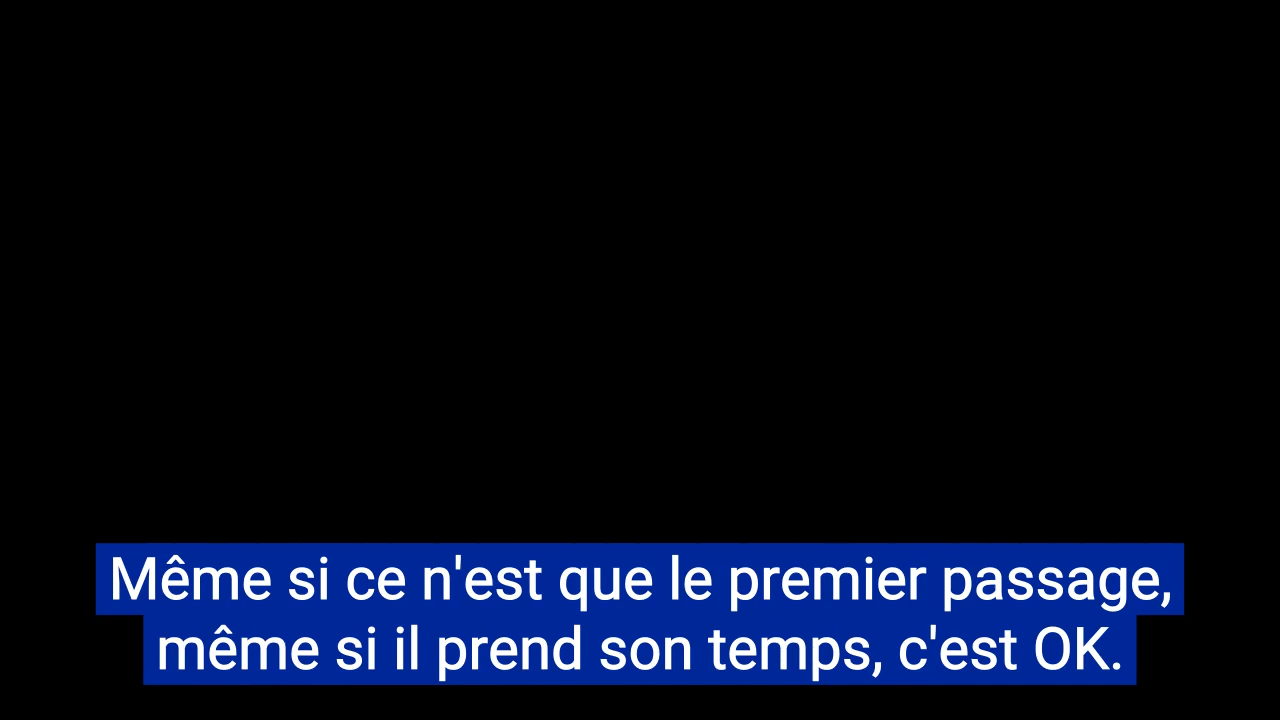 Même si ce n'est que le premier passage,
même si il prend son temps, c'est OK.